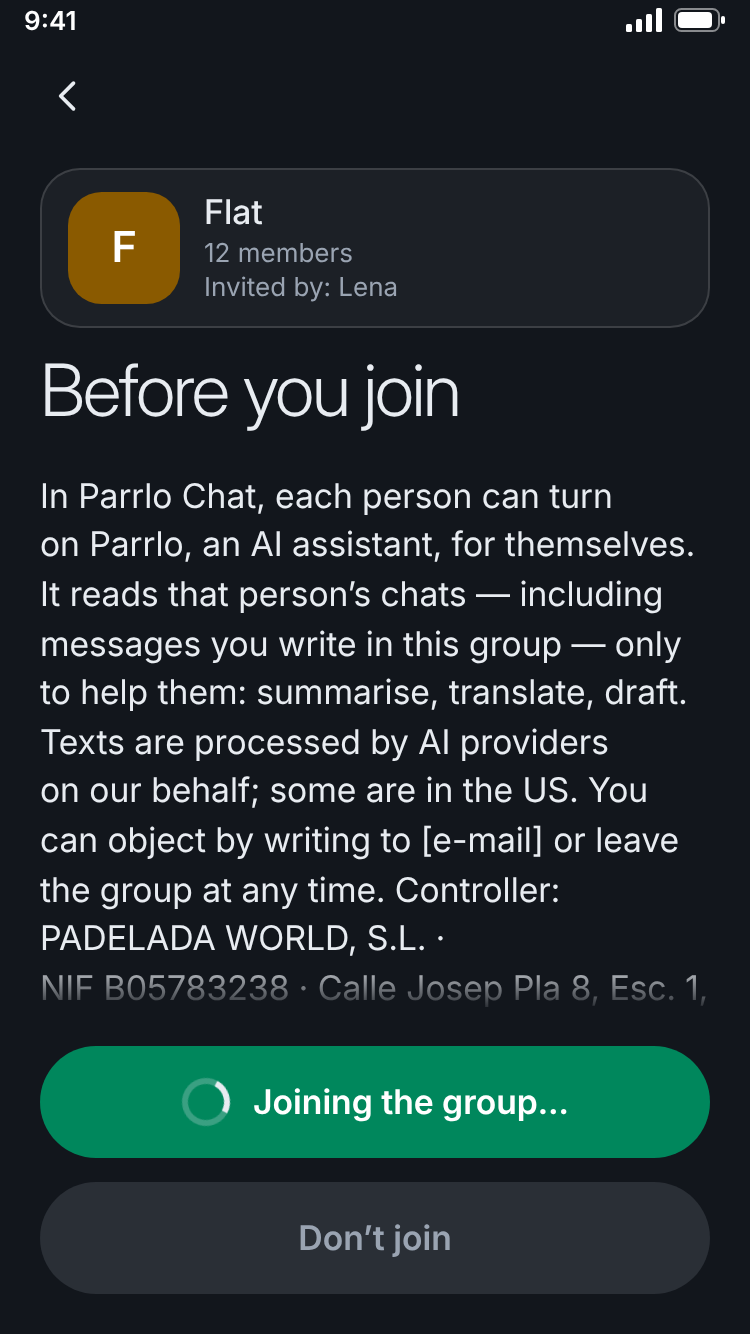 9:41
F
Flat
12 members
Invited by: Lena
Before you join
In Parrlo Chat, each person can turn
on Parrlo, an AI assistant, for themselves.
It reads that person’s chats — including
messages you write in this group — only
to help them: summarise, translate, draft.
Texts are processed by AI providers
on our behalf; some are in the US. You
can object by writing to [e-mail] or leave
the group at any time. Controller:
PADELADA WORLD, S.L. ·
NIF B05783238 · Calle Josep Pla 8, Esc. 1,
Joining the group…
Don’t join